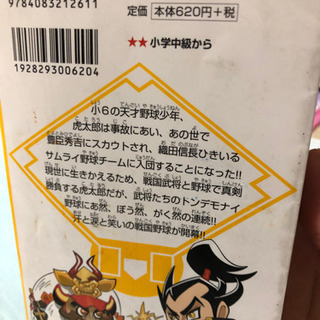 9784083212611
定価 本体620円+税
★★小学中級から
1928293006204
小6の天才野球少年、
虎太郎は事故にあい、あの世で
豊臣秀吉にスカウトされ、織田信長ひきいる
サムライ野球チームに入団することになった!!
現世に生きかえるため、戦国武将と野球で真剣
勝負する虎太郎だが、武将たちのトンデモナイ
野球にあ然、ぼう然、がく然の連続!!
汗と涙と笑いの戦国野球が開幕!!